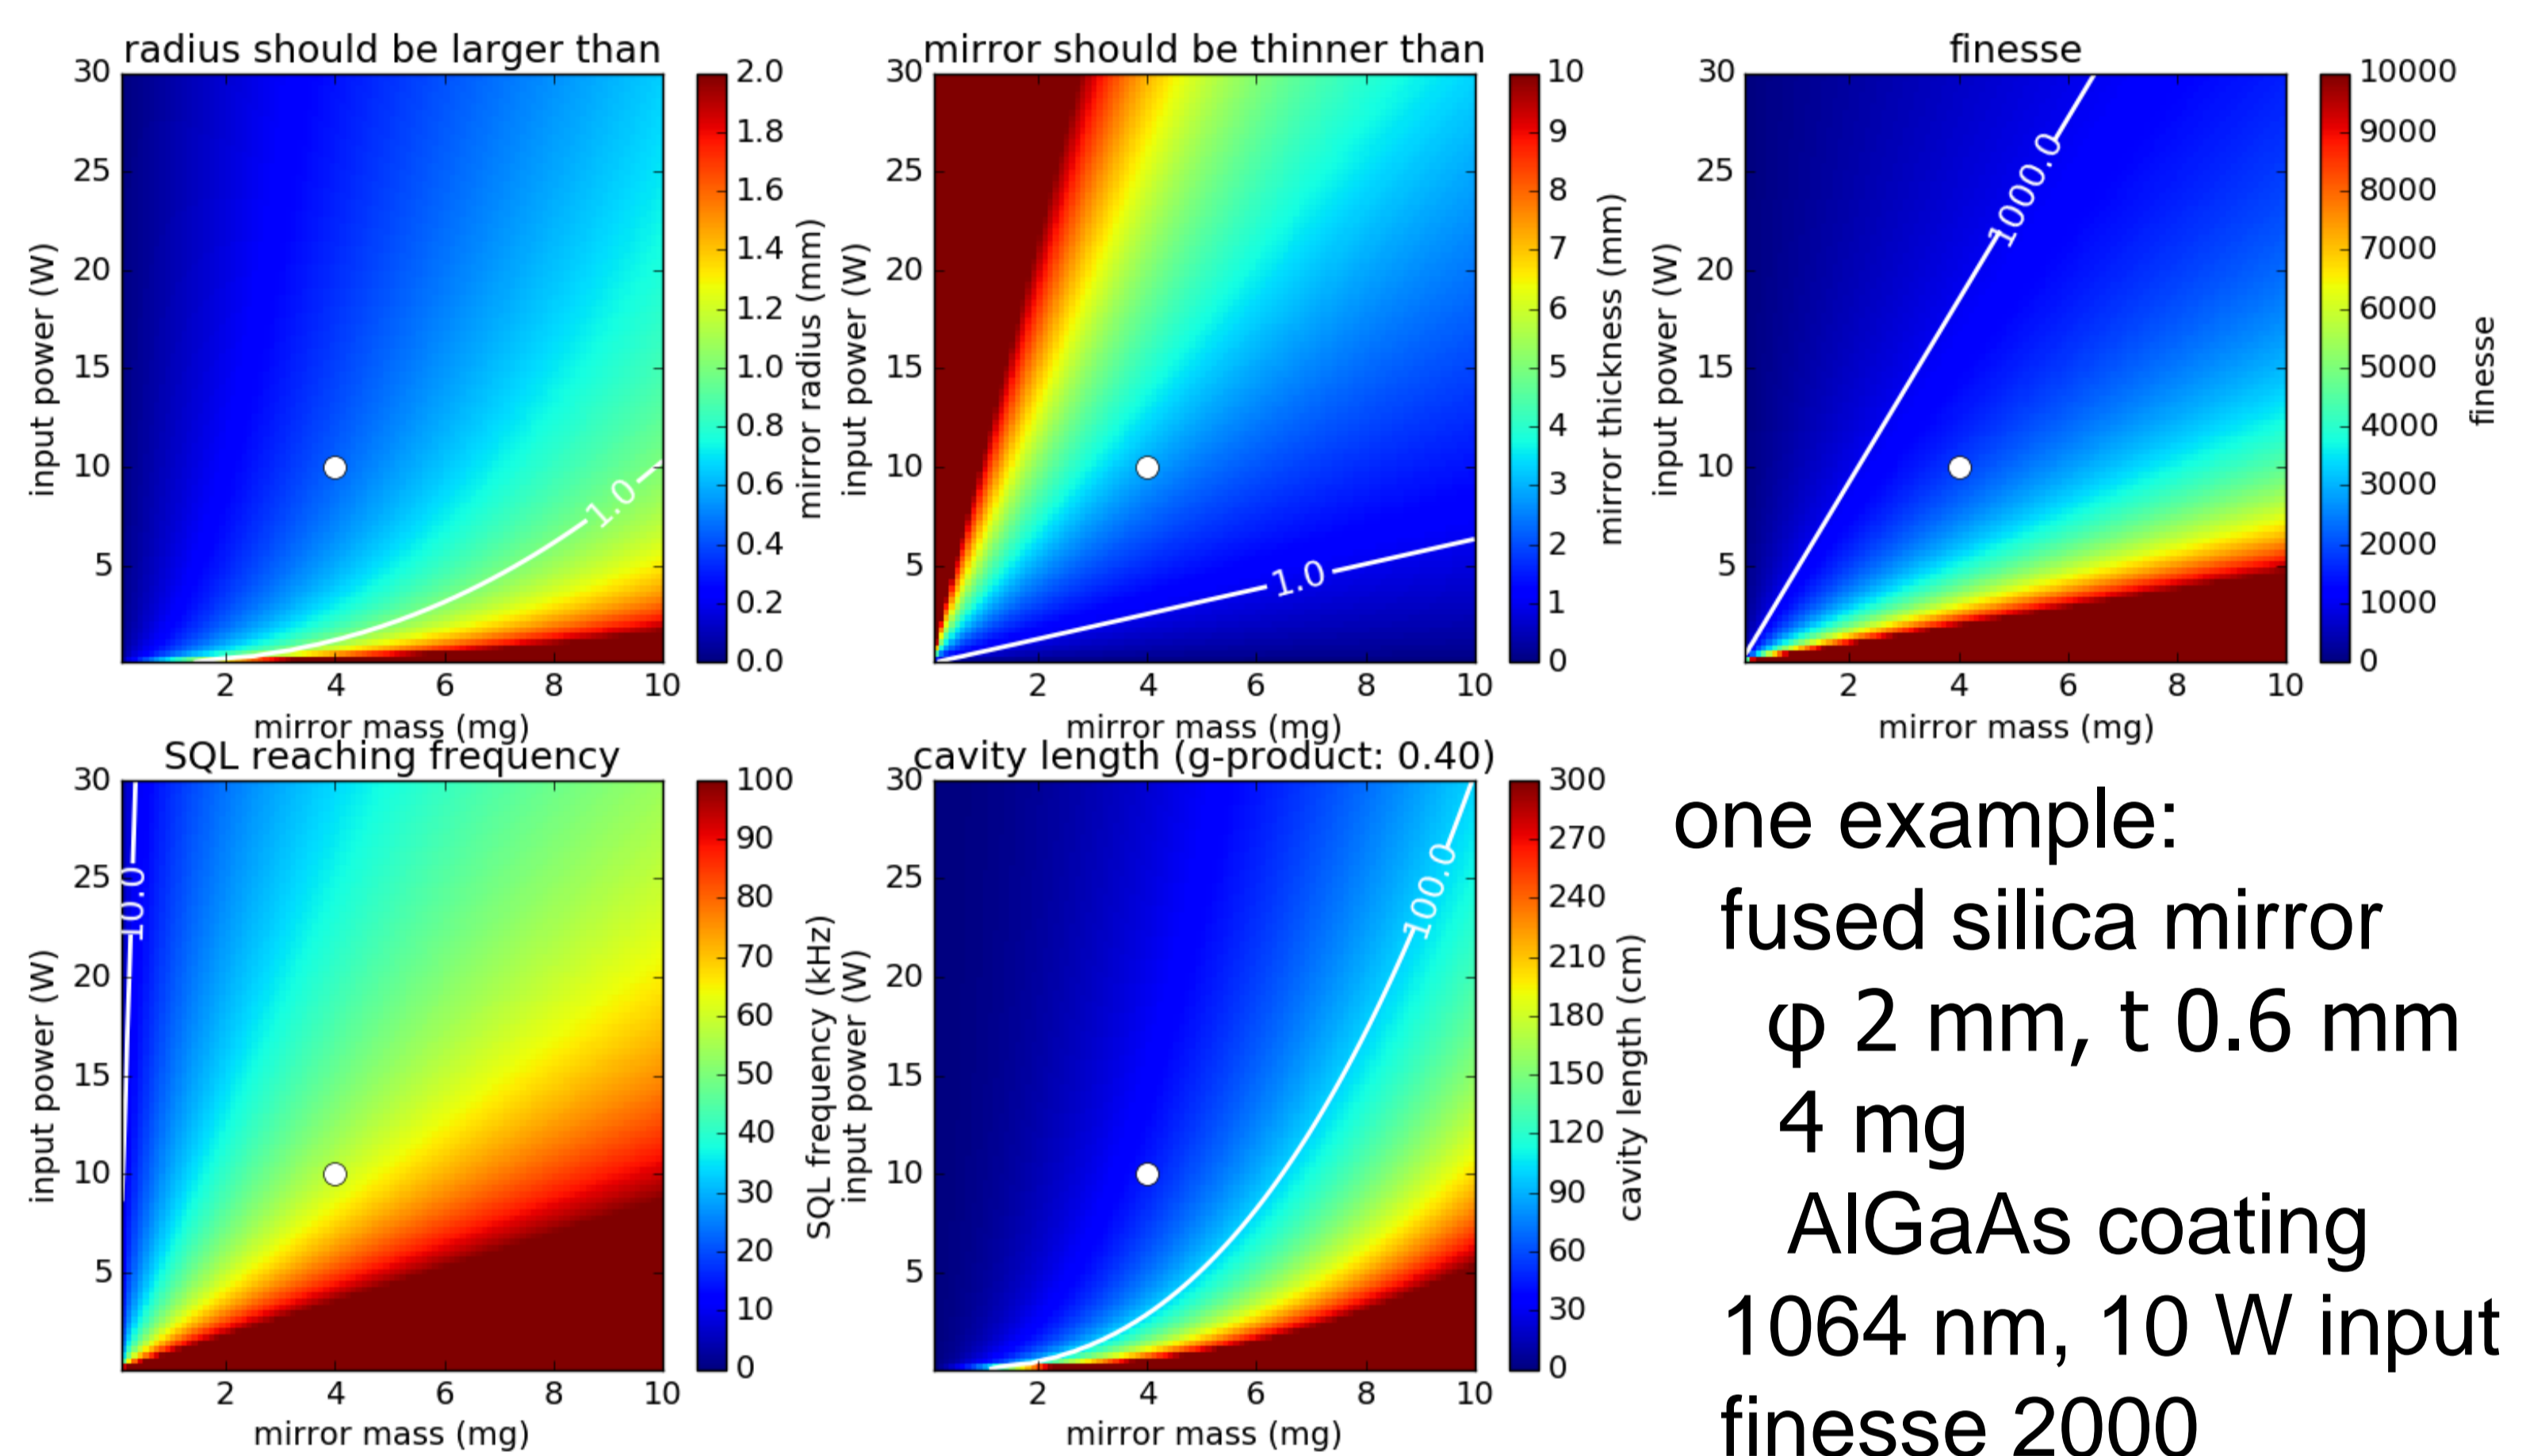 radius should be larger than
30
25
20
15
10
5
input power (W)
1.0
2 4 6 8 10
mirror mass (mg)
2.0
1.8
1.6
1.4
1.2
1.0
0.8
0.6
0.4
0.2
0.0
mirror radius (mm)
mirror should be thinner than
30
25
20
15
10
5
input power (W)
1.0
2 4 6 8 10
mirror mass (mg)
10
9
8
7
6
5
4
3
2
1
0
mirror thickness (mm)
finesse
30
25
20
15
10
5
input power (W)
1000.0
2 4 6 8 10
mirror mass (mg)
10000
9000
8000
7000
6000
5000
4000
3000
2000
1000
0
finesse
SQL reaching frequency
30
25
20
15
10
5
input power (W)
10.0
2 4 6 8 10
mirror mass (mg)
100
90
80
70
60
50
40
30
20
10
0
SQL frequency (kHz)
cavity length (g-product: 0.40)
30
25
20
15
10
5
input power (W)
100.0
2 4 6 8 10
mirror mass (mg)
300
270
240
210
180
150
120
90
60
30
0
cavity length (cm)
one example:
fused silica mirror
φ 2 mm, t 0.6 mm
4 mg
AlGaAs coating
1064 nm, 10 W input
finesse 2000